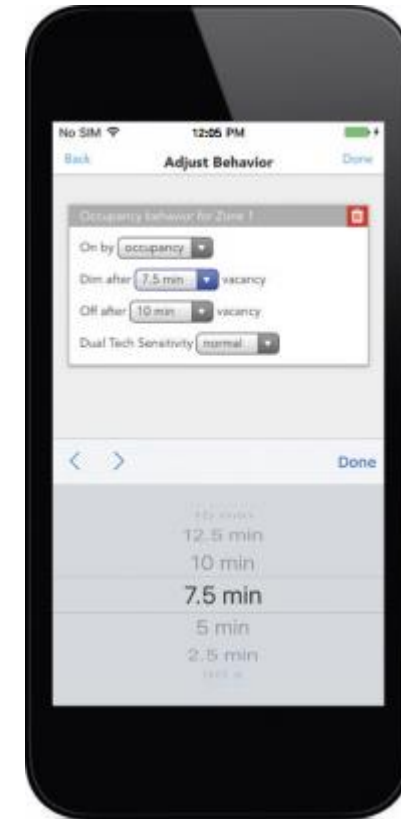 No SIM 12:05 PM
Back Adjust Behavior Done
Occupancy behavior for Zone 1
On by occupancy
Dim after 7.5 min vacancy
Off after 10 min vacancy
Dual Tech Sensitivity normal
Done
12.5 min
10 min
7.5 min
5 min
2.5 min